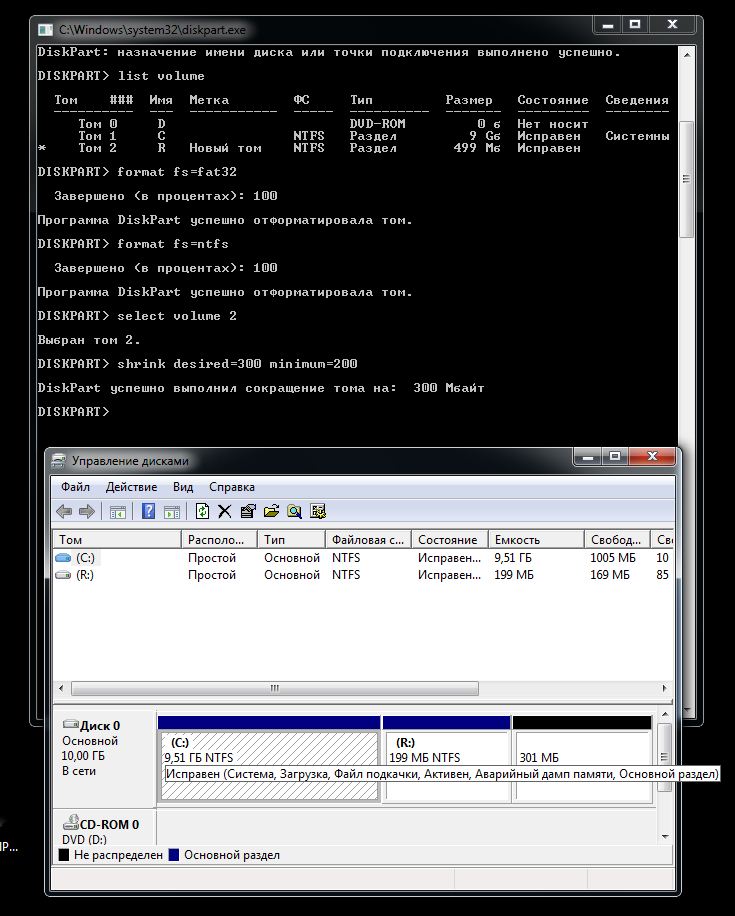 C:\Windows\system32\diskpart.exe
DiskPart: назначение имени диска или точки подключения выполнено успешно.
DISKPART> list volume
Том ### Имя Метка ФС Тип Размер Состояние Сведения
Том 0 D DVD-ROM 0 б Нет носит
Том 1 C NTFS Раздел 9 Gб Исправен Системны
* Том 2 R Новый том NTFS Раздел 499 Mб Исправен
DISKPART> format fs=fat32
Завершено (в процентах): 100
Программа DiskPart успешно отформатировала том.
DISKPART> format fs=ntfs
Завершено (в процентах): 100
Программа DiskPart успешно отформатировала том.
DISKPART> select volume 2
Выбран том 2.
DISKPART> shrink desired=300 minimum=200
DiskPart успешно выполнил сокращение тома на: 300 Мбайт
DISKPART>
Управление дисками
Файл Действие Вид Справка
Том Располо... Тип Файловая с... Состояние Емкость Свобод... Св
(C:) Простой Основной NTFS Исправен... 9,51 ГБ 1005 МБ 10
(R:) Простой Основной NTFS Исправен... 199 МБ 169 МБ 85
Диск 0
Основной
10,00 ГБ
В сети
(C:)
9,51 ГБ NTFS
(R:)
199 МБ NTFS
301 МБ
Исправен (Система, Загрузка, Файл подкачки, Активен, Аварийный дамп памяти, Основной раздел)
CD-ROM 0
DVD (D:)
Не распределен Основной раздел
IP...